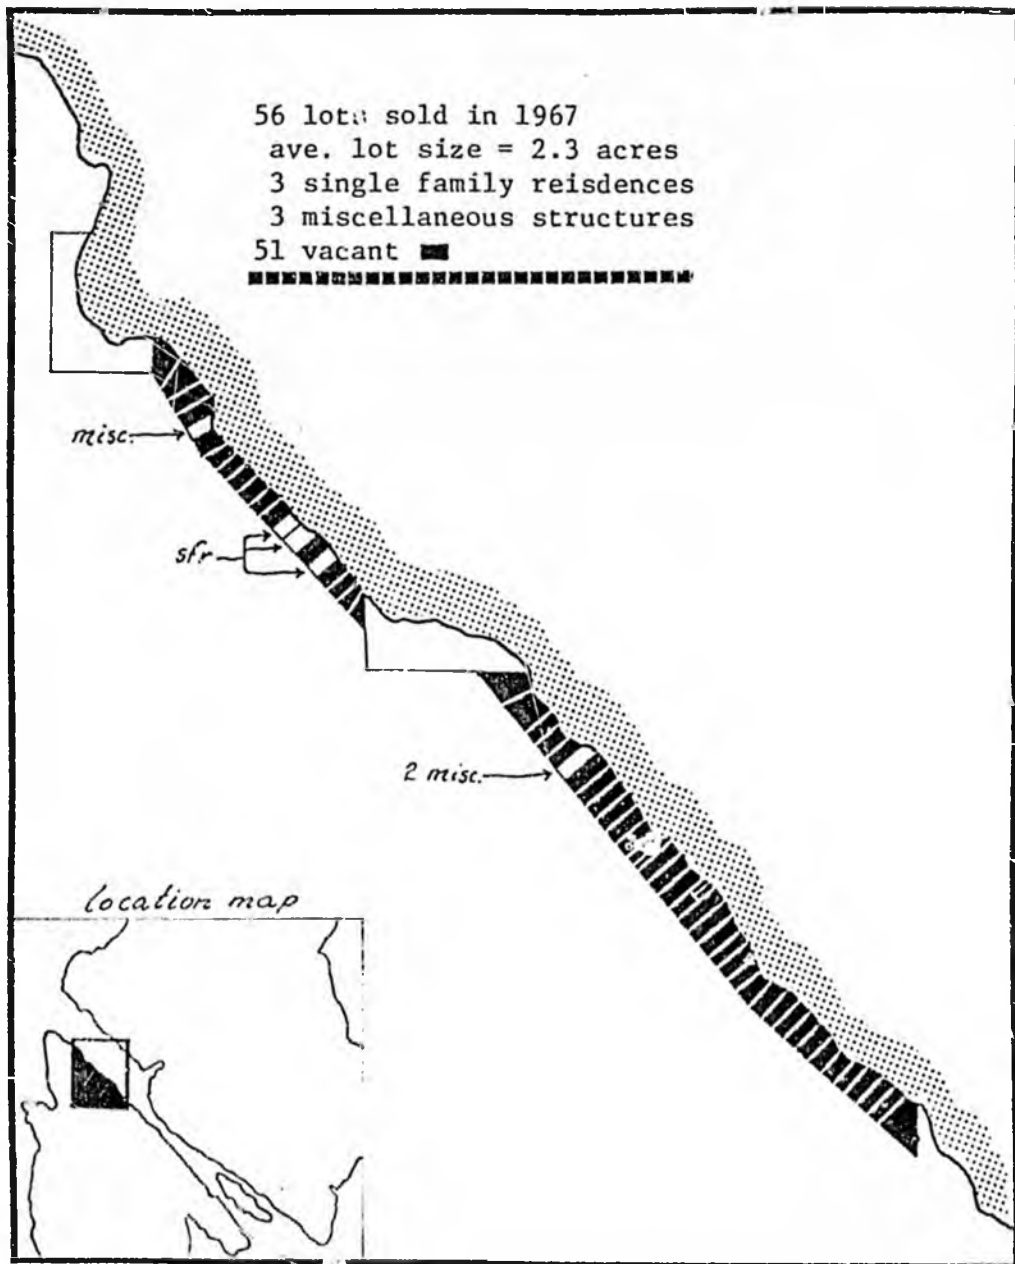 56 lots sold in 1967
ave. lot size = 2.3 acres
3 single family reisdences
3 miscellaneous structures
51 vacant
misc.
sfr
2 misc.
location map